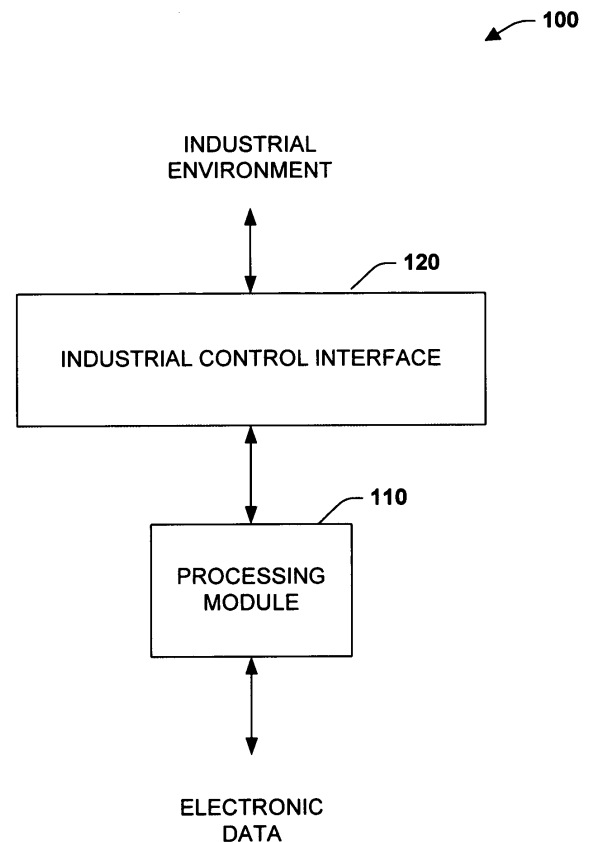 100
INDUSTRIAL
ENVIRONMENT
120
INDUSTRIAL CONTROL INTERFACE
110
PROCESSING
MODULE
ELECTRONIC
DATA